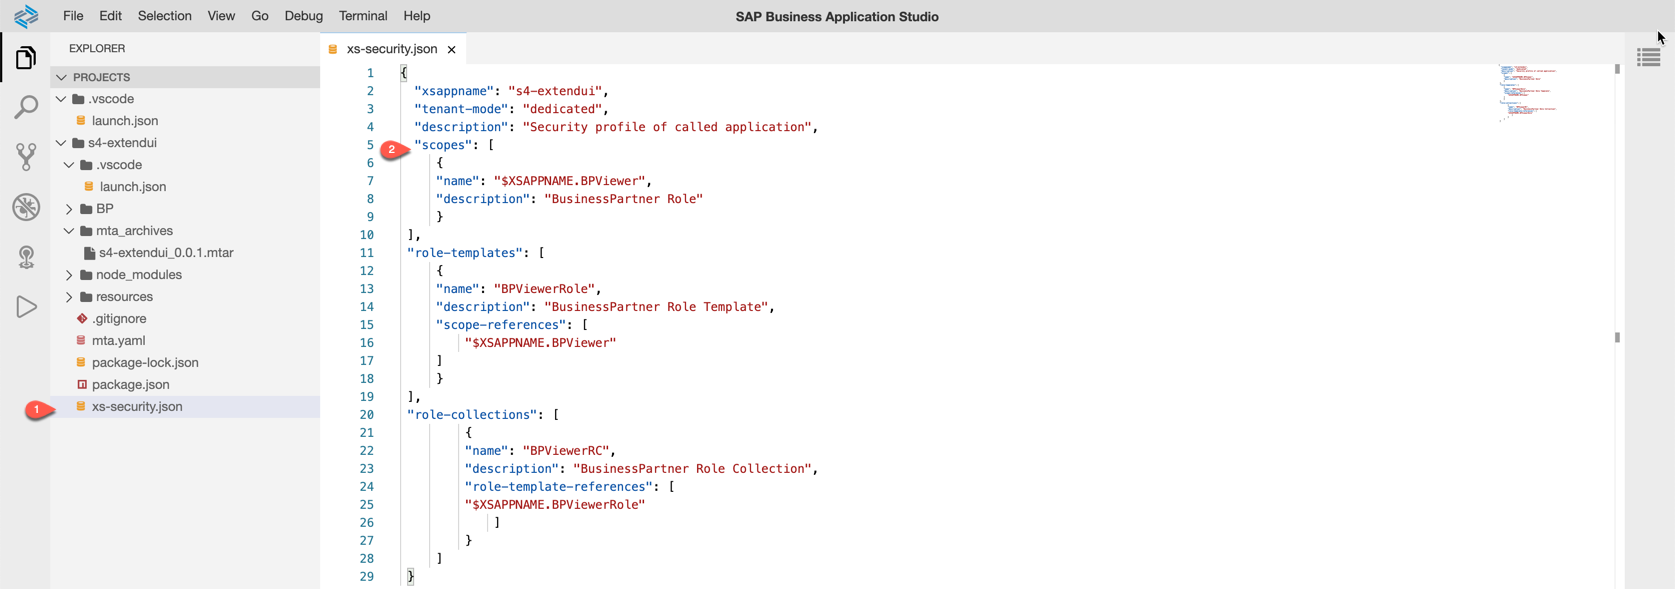 File Edit Selection View Go Debug Terminal Help
SAP Business Application Studio
EXPLORER
PROJECTS
.vscode
launch.json
s4-extendui
.vscode
launch.json
BP
mta_archives
s4-extendui_0.0.1.mtar
node_modules
resources
.gitignore
mta.yaml
package-lock.json
package.json
1
xs-security.json
xs-security.json ×
1 {
2 "xsappname": "s4-extendui",
3 "tenant-mode": "dedicated",
4 "description": "Security profile of called application",
5 2 "scopes": [
6 {
7 "name": "$XSAPPNAME.BPViewer",
8 "description": "BusinessPartner Role"
9 }
10 ],
11 "role-templates": [
12 {
13 "name": "BPViewerRole",
14 "description": "BusinessPartner Role Template",
15 "scope-references": [
16 "$XSAPPNAME.BPViewer"
17 ]
18 }
19 ],
20 "role-collections": [
21 {
22 "name": "BPViewerRC",
23 "description": "BusinessPartner Role Collection",
24 "role-template-references": [
25 "$XSAPPNAME.BPViewerRole"
26 ]
27 }
28 ]
29 }